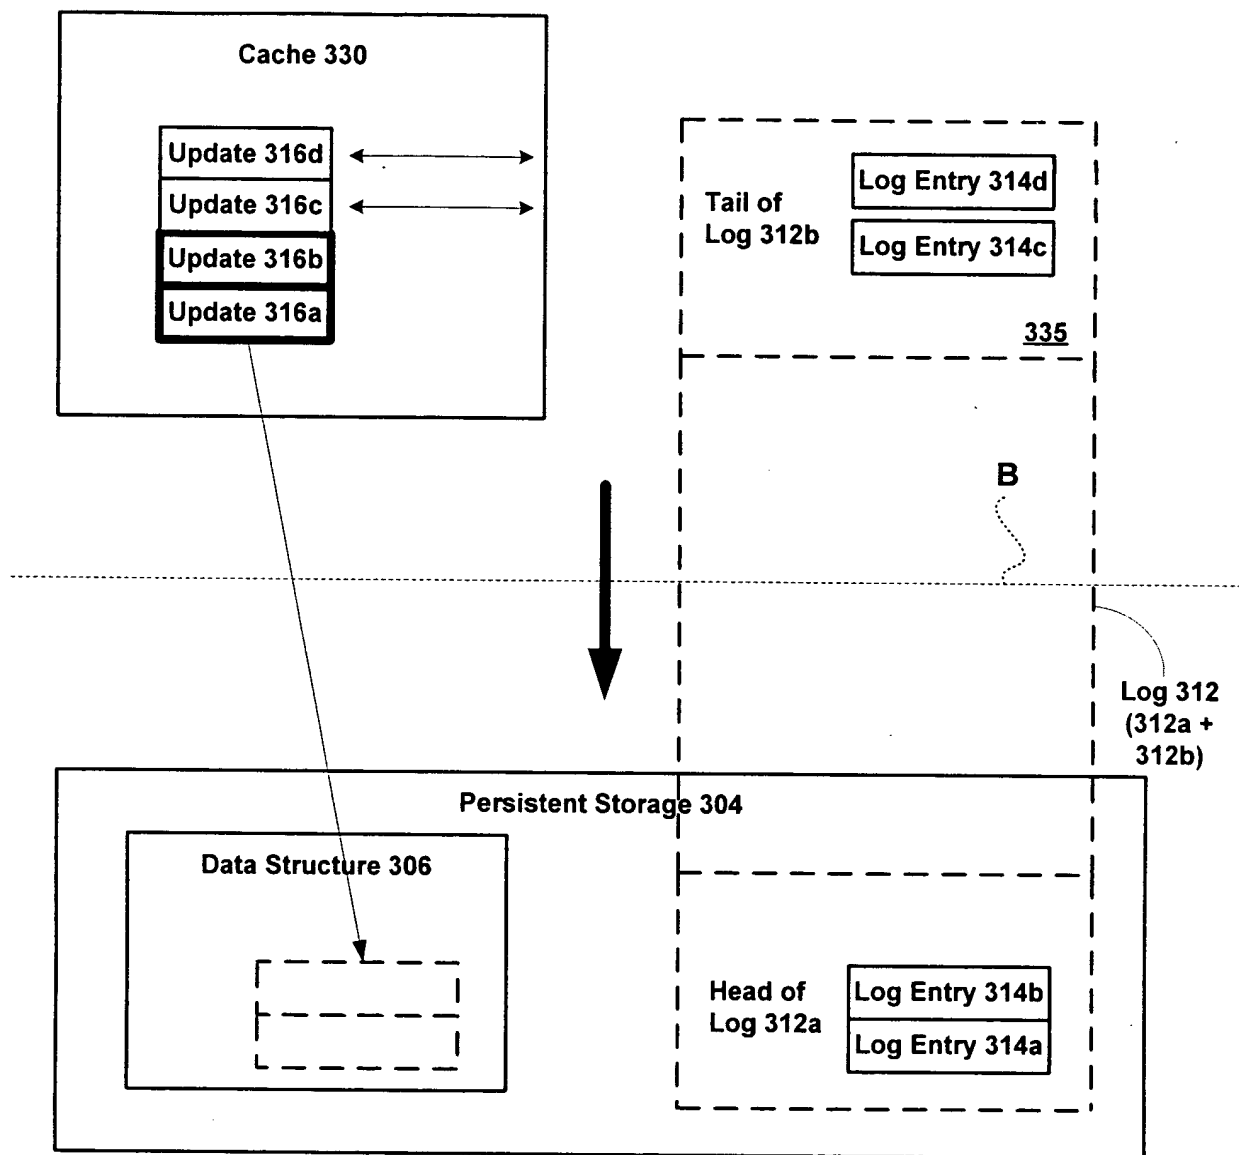 Cache 330
Update 316d
Update 316c
Update 316b
Update 316a
Tail of
Log 312b
Log Entry 314d
Log Entry 314c
335
B
Log 312
(312a +
312b)
Persistent Storage 304
Data Structure 306
Head of
Log 312a
Log Entry 314b
Log Entry 314a